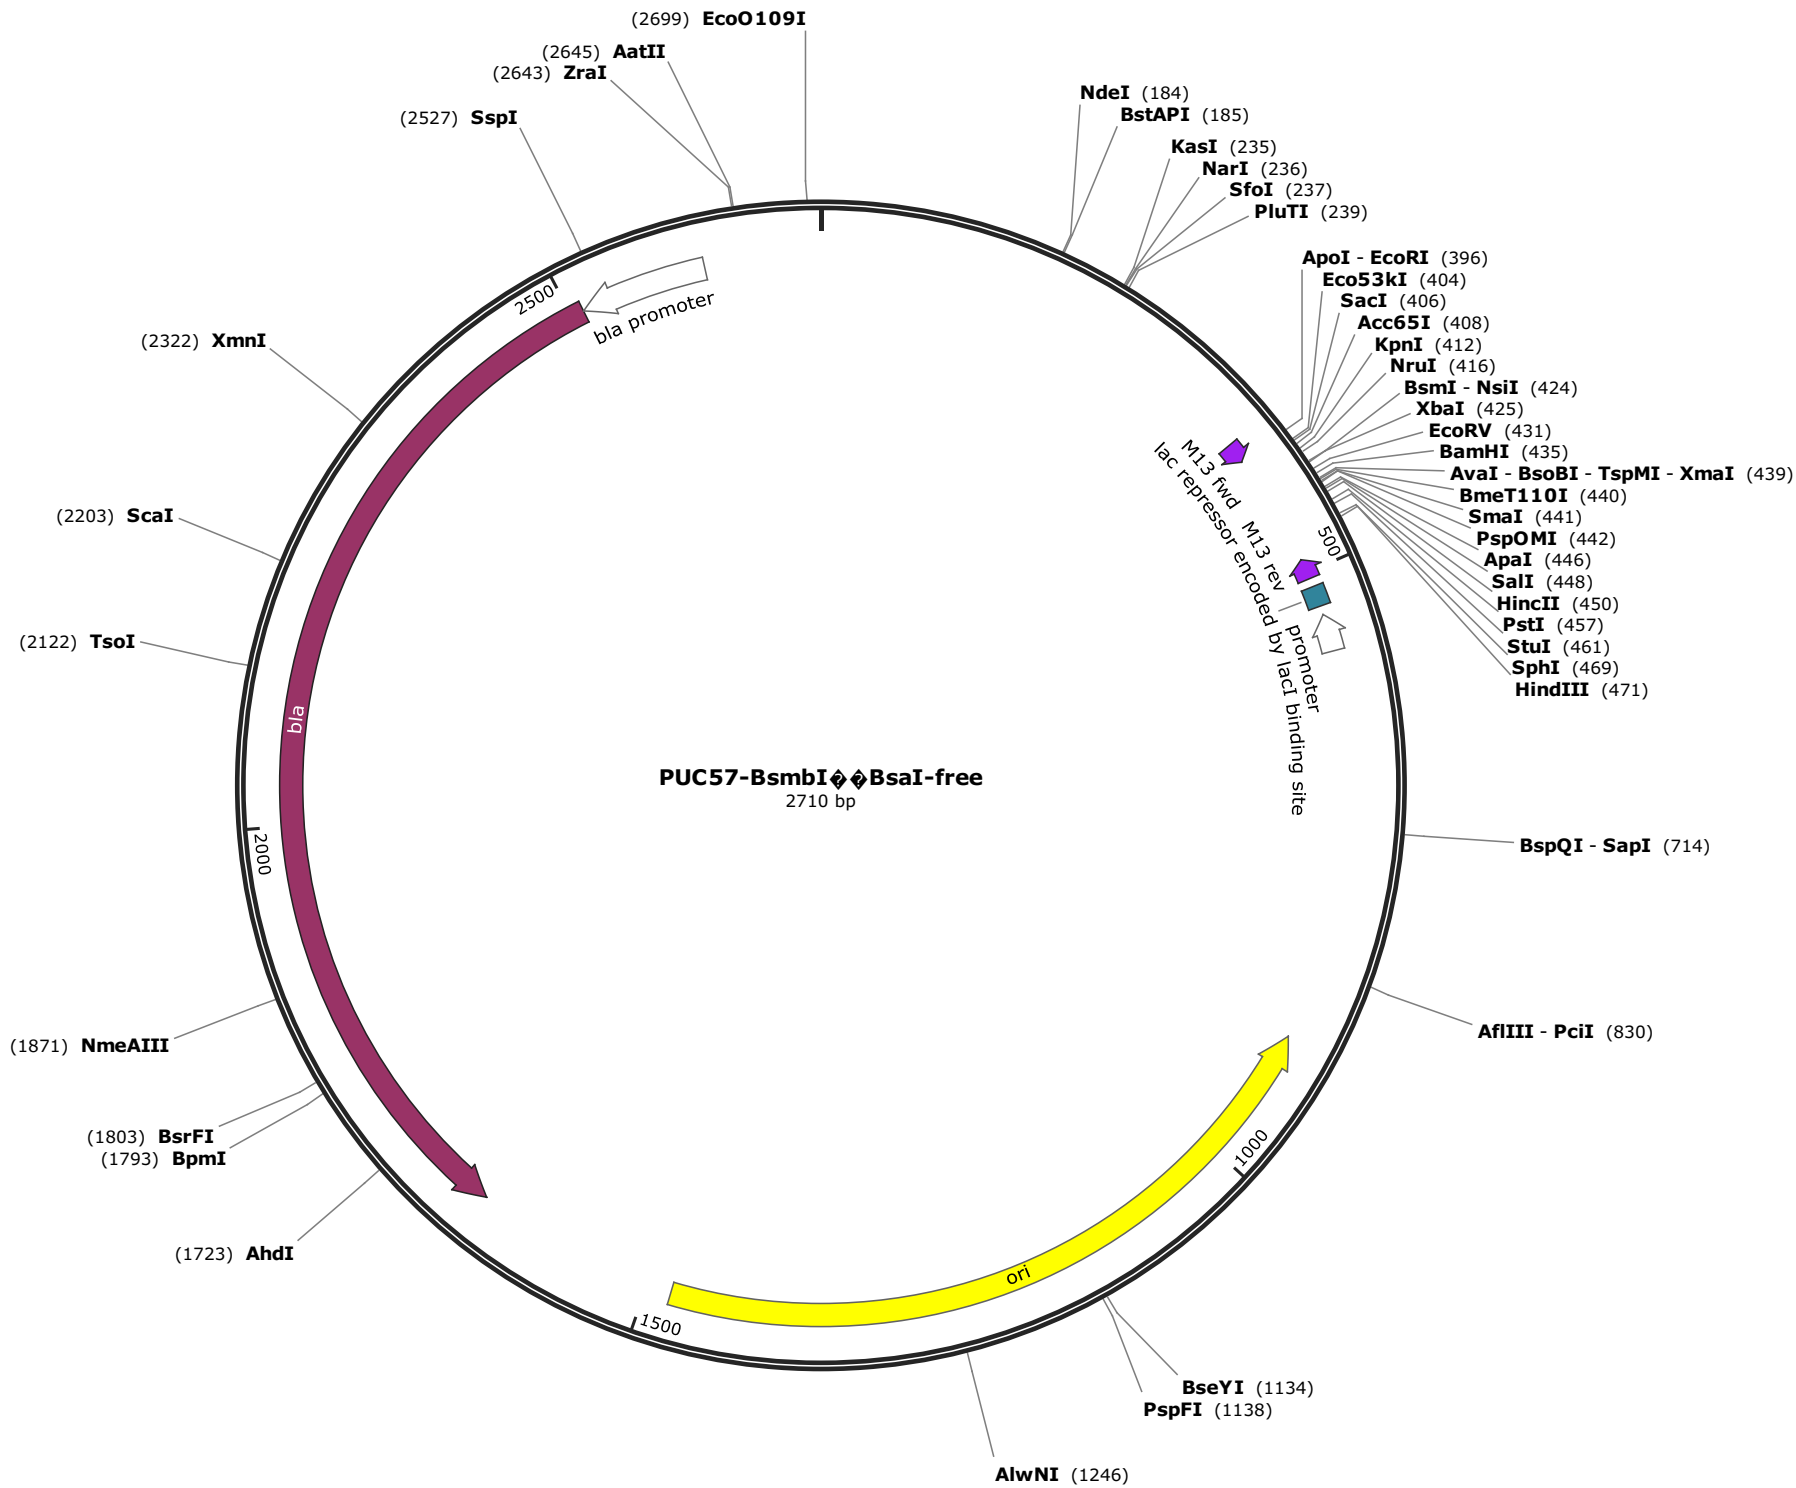 (2699) EcoO109I
(2645) AatII
(2643) ZraI
(2527) SspI
NdeI (184)
BstAPI (185)
KasI (235)
NarI (236)
SfoI (237)
PluTI (239)
ApoI - EcoRI (396)
Eco53kI (404)
SacI (406)
Acc65I (408)
KpnI (412)
NruI (416)
BsmI - NsiI (424)
XbaI (425)
EcoRV (431)
BamHI (435)
AvaI - BsoBI - TspMI - XmaI (439)
BmeT110I (440)
SmaI (441)
PspOMI (442)
ApaI (446)
SalI (448)
HincII (450)
PstI (457)
StuI (461)
SphI (469)
HindIII (471)
BspQI - SapI (714)
AflIII - PciI (830)
BseYI (1134)
PspFI (1138)
AlwNI (1246)
(1723) AhdI
(1793) BpmI
(1803) BsrFI
(1871) NmeAIII
(2122) TsoI
(2203) ScaI
(2322) XmnI
2500
bla promoter
bla
2000
1500
ori
1000
500
M13 fwd
M13 rev
lac repressor encoded by lacI binding site
promoter
PUC57-BsmbI��BsaI-free
2710 bp